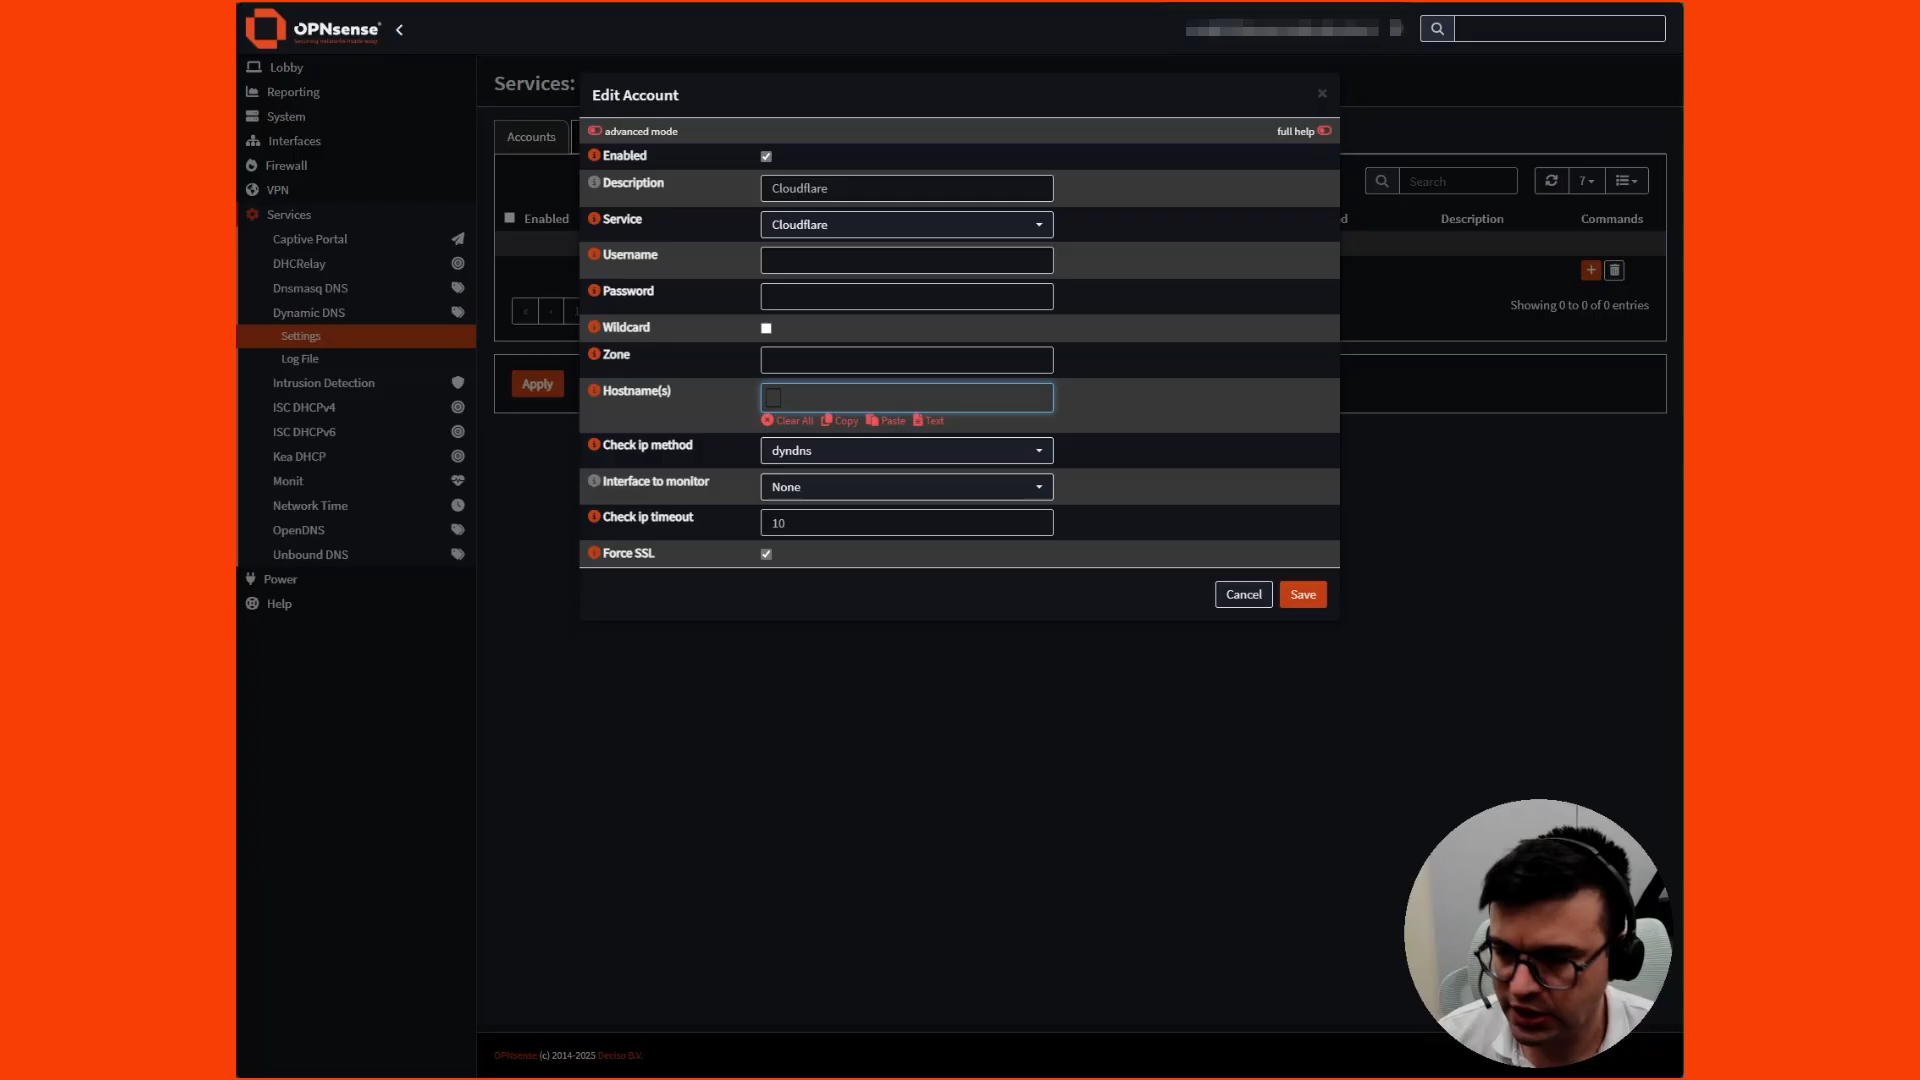 OPNsense
Lobby
Reporting
System
Interfaces
Firewall
VPN
Services
Captive Portal
DHCRelay
Dnsmasq DNS
Dynamic DNS
Settings
Log File
Intrusion Detection
ISC DHCPv4
ISC DHCPv6
Kea DHCP
Monit
Network Time
OpenDNS
Unbound DNS
Power
Help
Services:
Accounts
Enabled
Apply
Edit Account
advanced mode
full help
Enabled
Description
Cloudflare
Service
Cloudflare
Username
Password
Wildcard
Zone
Hostname(s)
Clear All Copy Paste Text
Check ip method
dyndns
Interface to monitor
None
Check ip timeout
10
Force SSL
Cancel
Save
Search
7
d
Description
Commands
Showing 0 to 0 of 0 entries
OPNsense (c) 2014-2025 Deciso B.V.